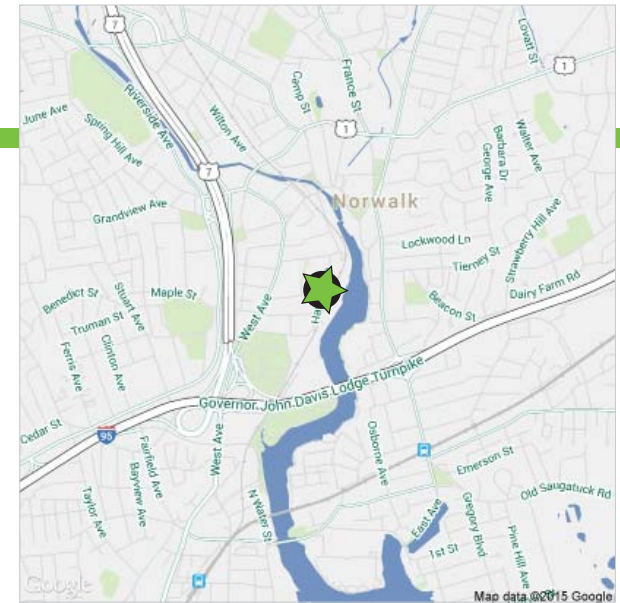 7
Lovatt St
1
Camp St
France St
June Ave
Riverside Ave
Wilton Ave
Spring Hill Ave
1
Barbara Dr
George Ave
Walter Ave
7
Norwalk
Grandview Ave
Lockwood Ln
Tierney St
Strawberry Hill Ave
Dairy Farm Rd
Benedict St
Stuart Ave
Maple St
West Ave
Ha
Beacon St
Truman St
Clinton Ave
Ferris Ave
Governor John Davis Lodge Turnpike
Cedar St
95
West Ave
Fairfield Ave
Bayview Ave
Taylor Ave
Osborne Ave
Emerson St
N Water St
East Ave
Old Saugatuck Rd
Gregory Blvd
1st St
Pine Hill Ave
Google
Map data ©2015 Google